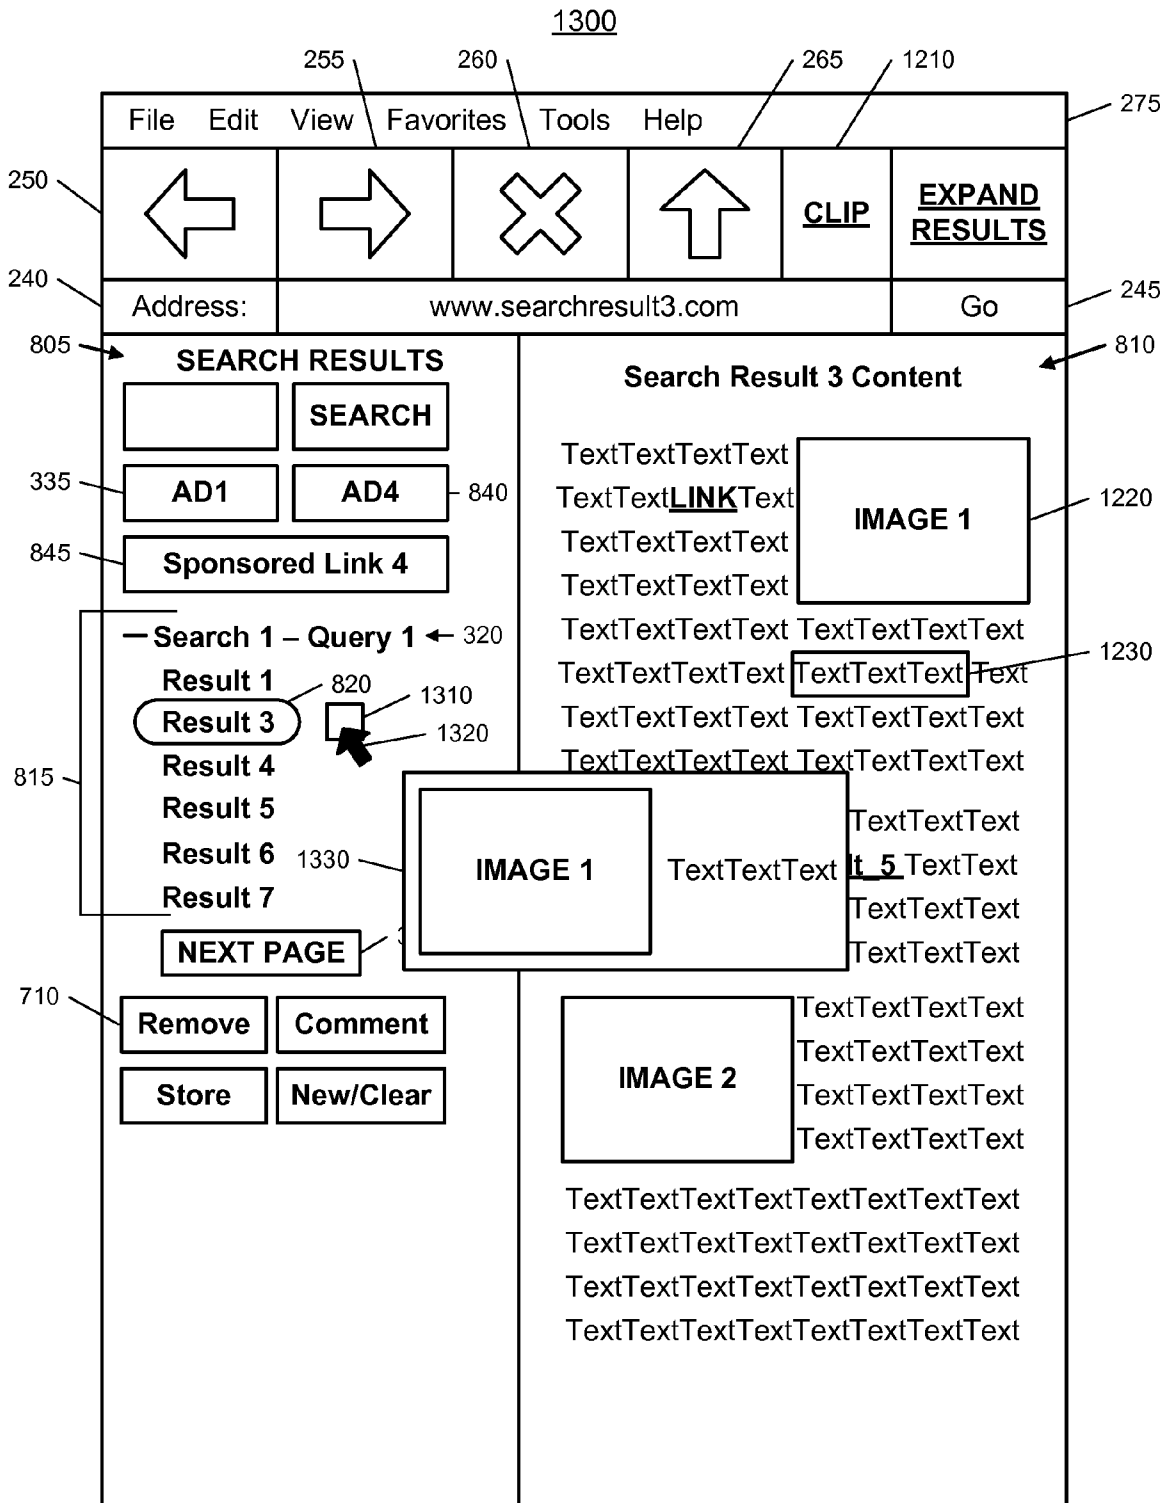 1300
255 260 265 1210
File Edit View Favorites Tools Help 275
250 CLIP EXPAND RESULTS
240 Address: www.searchresult3.com Go 245
805 SEARCH RESULTS 810
SEARCH
335 AD1 AD4 840
845 Sponsored Link 4
Search 1 – Query 1 320
Result 1
820
Result 3 1310
1320
Result 4
815
Result 5
Result 6
Result 7
NEXT PAGE
710 Remove Comment
Store New/Clear
Search Result 3 Content
TextTextTextText
TextTextLINKText IMAGE 1 1220
TextTextTextText
TextTextTextText
TextTextTextText TextTextTextText
TextTextTextText TextTextText Text 1230
TextTextTextText TextTextTextText
TextTextTextText TextTextTextText
1330 IMAGE 1 TextTextText
TextTextText
lt_5 TextText
TextTextText
TextTextText
IMAGE 2
TextTextTextText
TextTextTextText
TextTextTextText
TextTextTextText
TextTextTextTextTextTextTextText
TextTextTextTextTextTextTextText
TextTextTextTextTextTextTextText
TextTextTextTextTextTextTextText